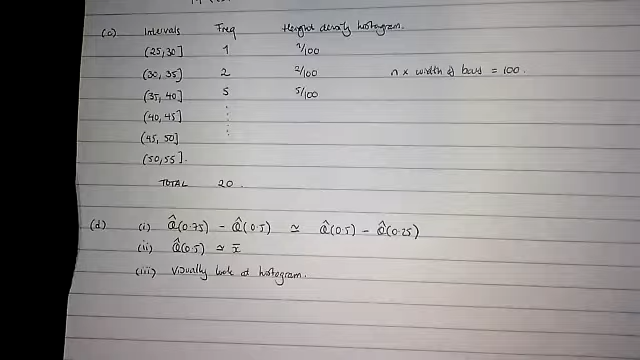 (c) Intervals Freq Height density histogram.
(25,30] 1 1/100
(30,35] 2 2/100 n x width of bars = 100.
(35,40] 5 5/100
(40,45]
(45,50]
(50,55].
TOTAL 20
(d) (i) Q̂(0.75) - Q̂(0.5) ≃ Q̂(0.5) - Q̂(0.25)
(ii) Q̂(0.5) ≃ x̄
(iii) Visually look at histogram.